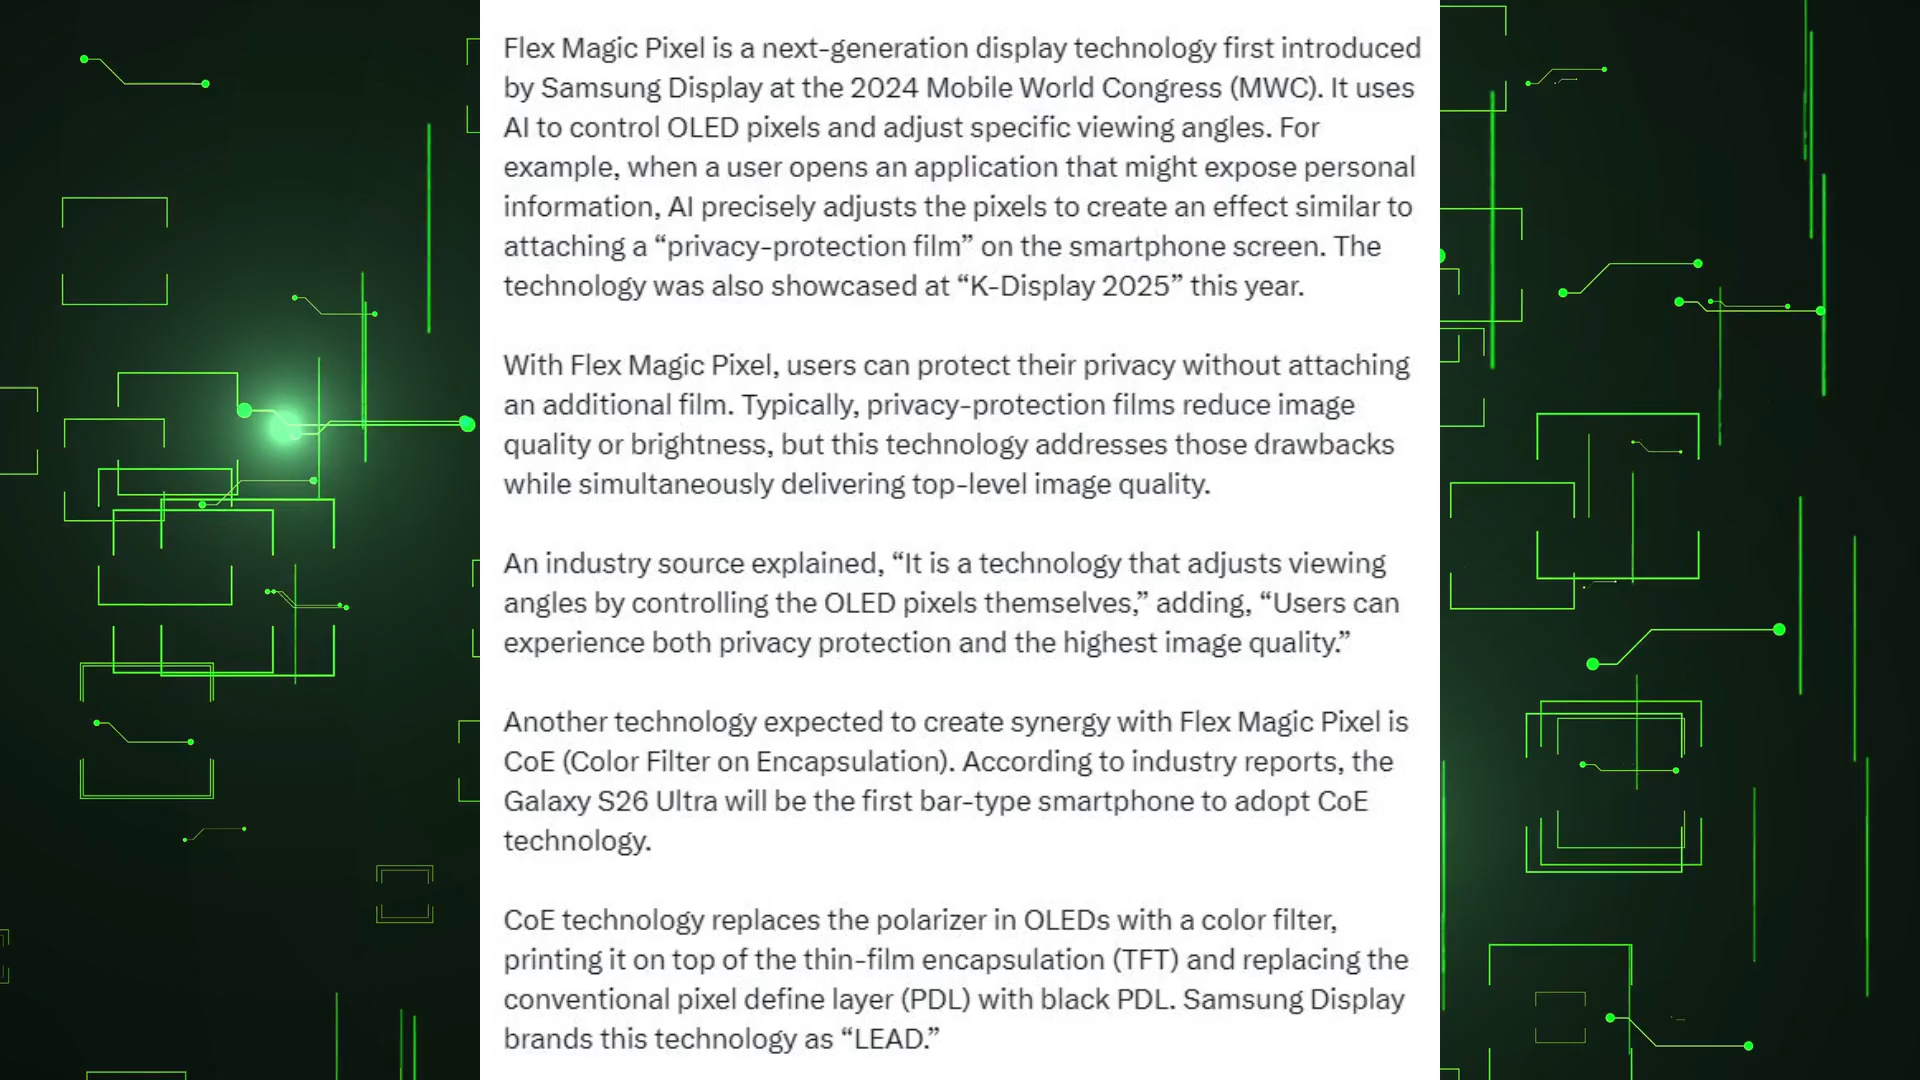 Flex Magic Pixel is a next-generation display technology first introduced
by Samsung Display at the 2024 Mobile World Congress (MWC). It uses
AI to control OLED pixels and adjust specific viewing angles. For
example, when a user opens an application that might expose personal
information, AI precisely adjusts the pixels to create an effect similar to
attaching a “privacy-protection film” on the smartphone screen. The
technology was also showcased at “K-Display 2025” this year.
With Flex Magic Pixel, users can protect their privacy without attaching
an additional film. Typically, privacy-protection films reduce image
quality or brightness, but this technology addresses those drawbacks
while simultaneously delivering top-level image quality.
An industry source explained, “It is a technology that adjusts viewing
angles by controlling the OLED pixels themselves,” adding, “Users can
experience both privacy protection and the highest image quality.”
Another technology expected to create synergy with Flex Magic Pixel is
CoE (Color Filter on Encapsulation). According to industry reports, the
Galaxy S26 Ultra will be the first bar-type smartphone to adopt CoE
technology.
CoE technology replaces the polarizer in OLEDs with a color filter,
printing it on top of the thin-film encapsulation (TFT) and replacing the
conventional pixel define layer (PDL) with black PDL. Samsung Display
brands this technology as “LEAD.”